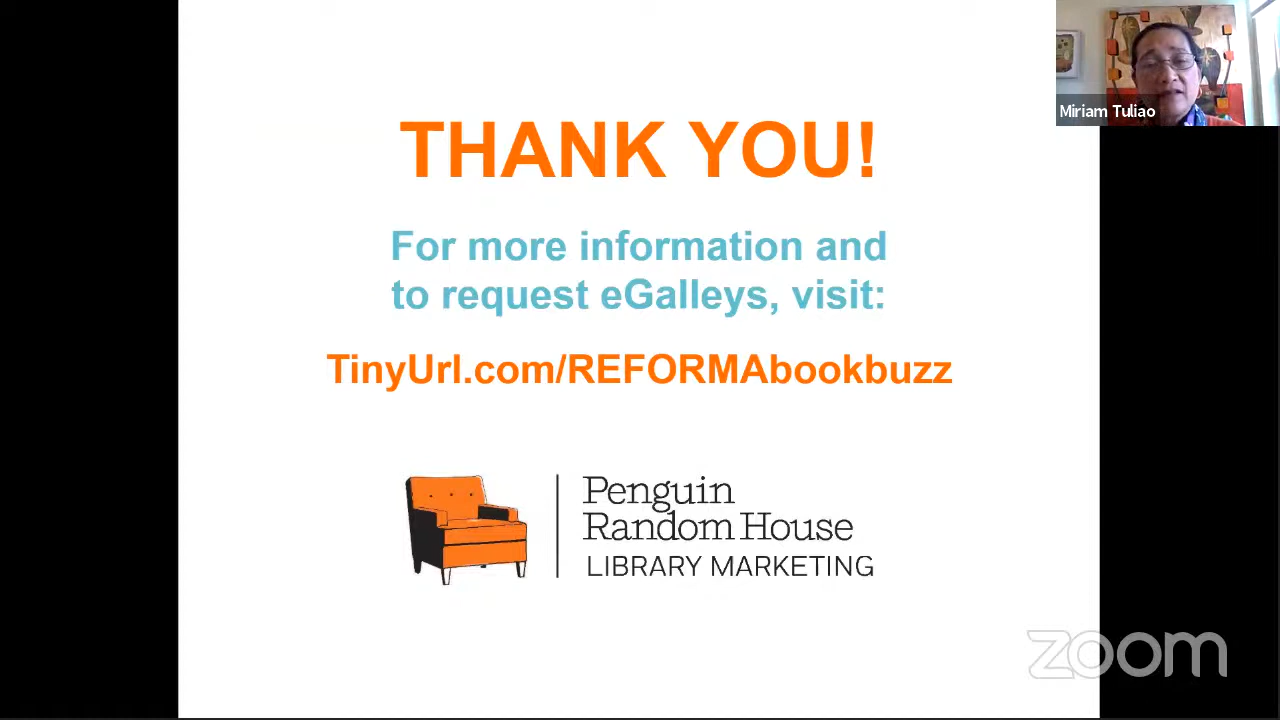 Miriam Tuliao
THANK YOU!
For more information and
to request eGalleys, visit:
TinyUrl.com/REFORMAbookbuzz
Penguin
Random House
LIBRARY MARKETING
zoom